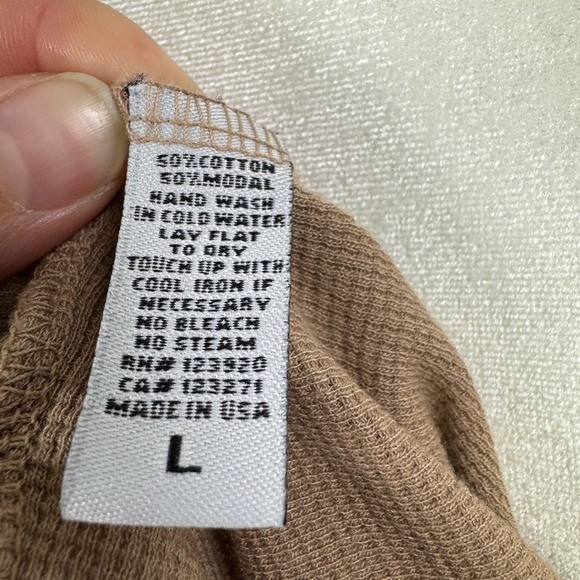 50% COTTON
50% MODAL
HAND WASH
IN COLD WATER
LAY FLAT
TO DRY
TOUCH UP WITH
COOL IRON IF
NECESSARY
NO BLEACH
NO STEAM
RN# 123920
CA# 123271
MADE IN USA
L